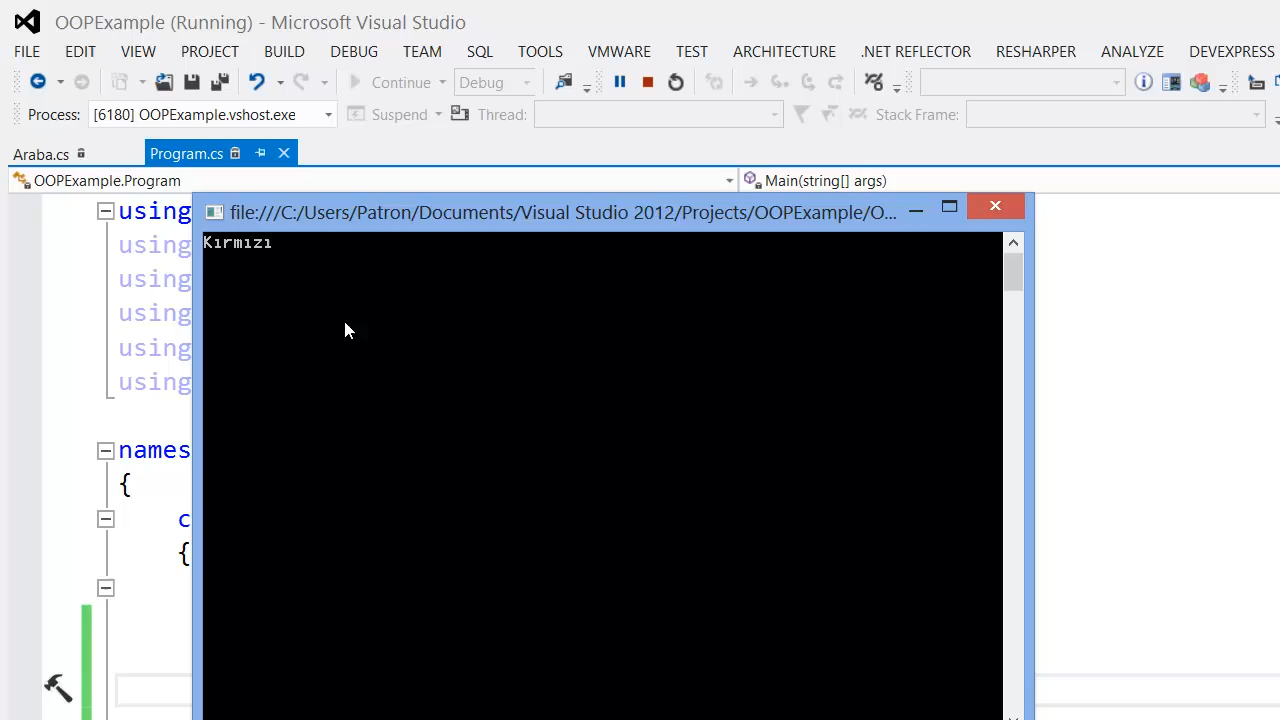 OOPExample (Running) - Microsoft Visual Studio
FILE EDIT VIEW PROJECT BUILD DEBUG TEAM SQL TOOLS VMWARE TEST ARCHITECTURE .NET REFLECTOR RESHARPER ANALYZE DEVEXPRESS
Continue Debug
Process: [6180] OOPExample.vshost.exe Suspend Thread: Stack Frame:
Araba.cs Program.cs
OOPExample.Program Main(string[] args)
using
file:///C:/Users/Patron/Documents/Visual Studio 2012/Projects/OOPExample/O...
Kırmızı
using
using
using
using
using
names
{
c
{